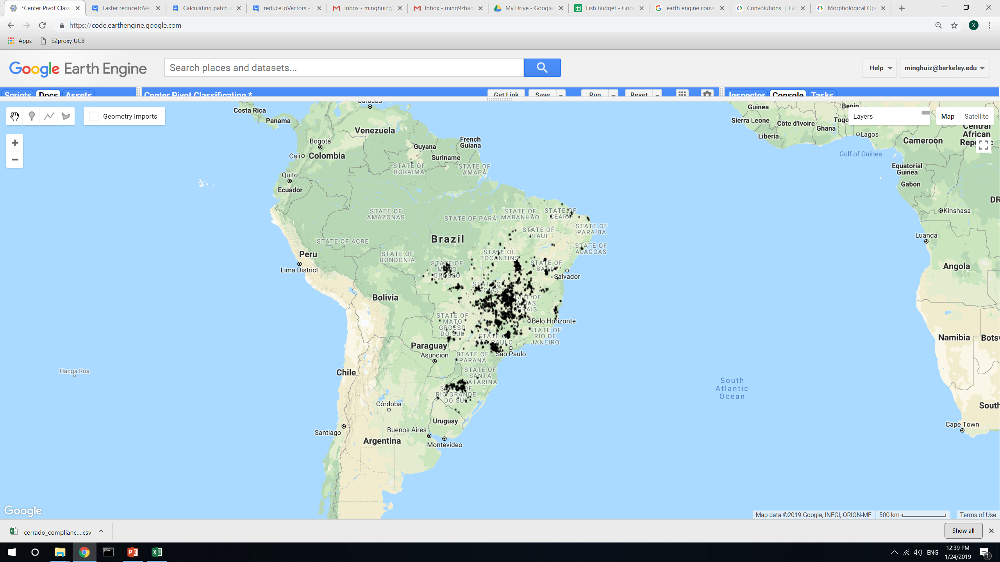 *Center Pivot Classi
Faster reduceToVec
Calculating patch s
reduceToVectors -
Inbox - minghuiz@
Inbox - ming9zhan
My Drive - Google
Fish Budget - Goog
earth engine convo
Convolutions | Go
Morphological Ope
https://code.earthengine.google.com
X
Apps
EZproxy UCB
Google Earth Engine
Search places and datasets...
Help
minghuiz@berkeley.edu
Scripts
Docs
Assets
Center Pivot Classification *
Get Link
Save
Run
Reset
Inspector
Console
Tasks
Geometry Imports
Layers
Map
Satellite
Caracas
Costa Rica
Panama
Venezuela
Bogotá
Cali
Colombia
Guyana
French
Guiana
Suriname
STATE OF
RORAIMA
STATE OF
AMAPÁ
Quito
Ecuador
STATE OF
AMAZONAS
STATE OF PARÁ
STATE OF
MARANHÃO
STATE OF
CEARÁ
STATE OF
PIAUÍ
STATE OF
PARAÍBA
Brazil
STATE OF ACRE
STATE OF
ALAGOAS
STATE OF
RONDÔNIA
STATE OF
TOCANTINS
Peru
Lima District
STATE OF
MATO
GROSSO
STATE OF
BAHIA
Salvador
STATE OF
GOIÁS
Bolivia
STATE OF
MINAS
GERAIS
STATE OF
MATO
GROSSO
DO SUL
Belo Horizonte
STATE OF
RIO DE
JANEIRO
STATE OF
SÃO PAULO
Paraguay
Asuncion
São Paulo
STATE OF
PARANÁ
STATE OF
SANTA
CATARINA
Chile
STATE OF
RIO GRANDE
DO SUL
Córdoba
Uruguay
Santiago
Buenos Aires
Argentina
Montevideo
Hanga Roa
Guinea
Sierra Leone
Côte d'Ivoire
Liberia
Ghana
Togo
Benin
Lagos
Central
African
Repu
c
Cameroon
Gulf of Guinea
Equatorial
Guinea
Gabon
DR
Kinshasa
Luanda
Angola
Namibia
Bots
South
Atlantic
Ocean
South
Cape Town
Google
Map data ©2019 Google, INEGI, ORION-ME
500 km
Terms of Use
cerrado_complianc....csv
Show all
ENG
12:39 PM
1/24/2019
1